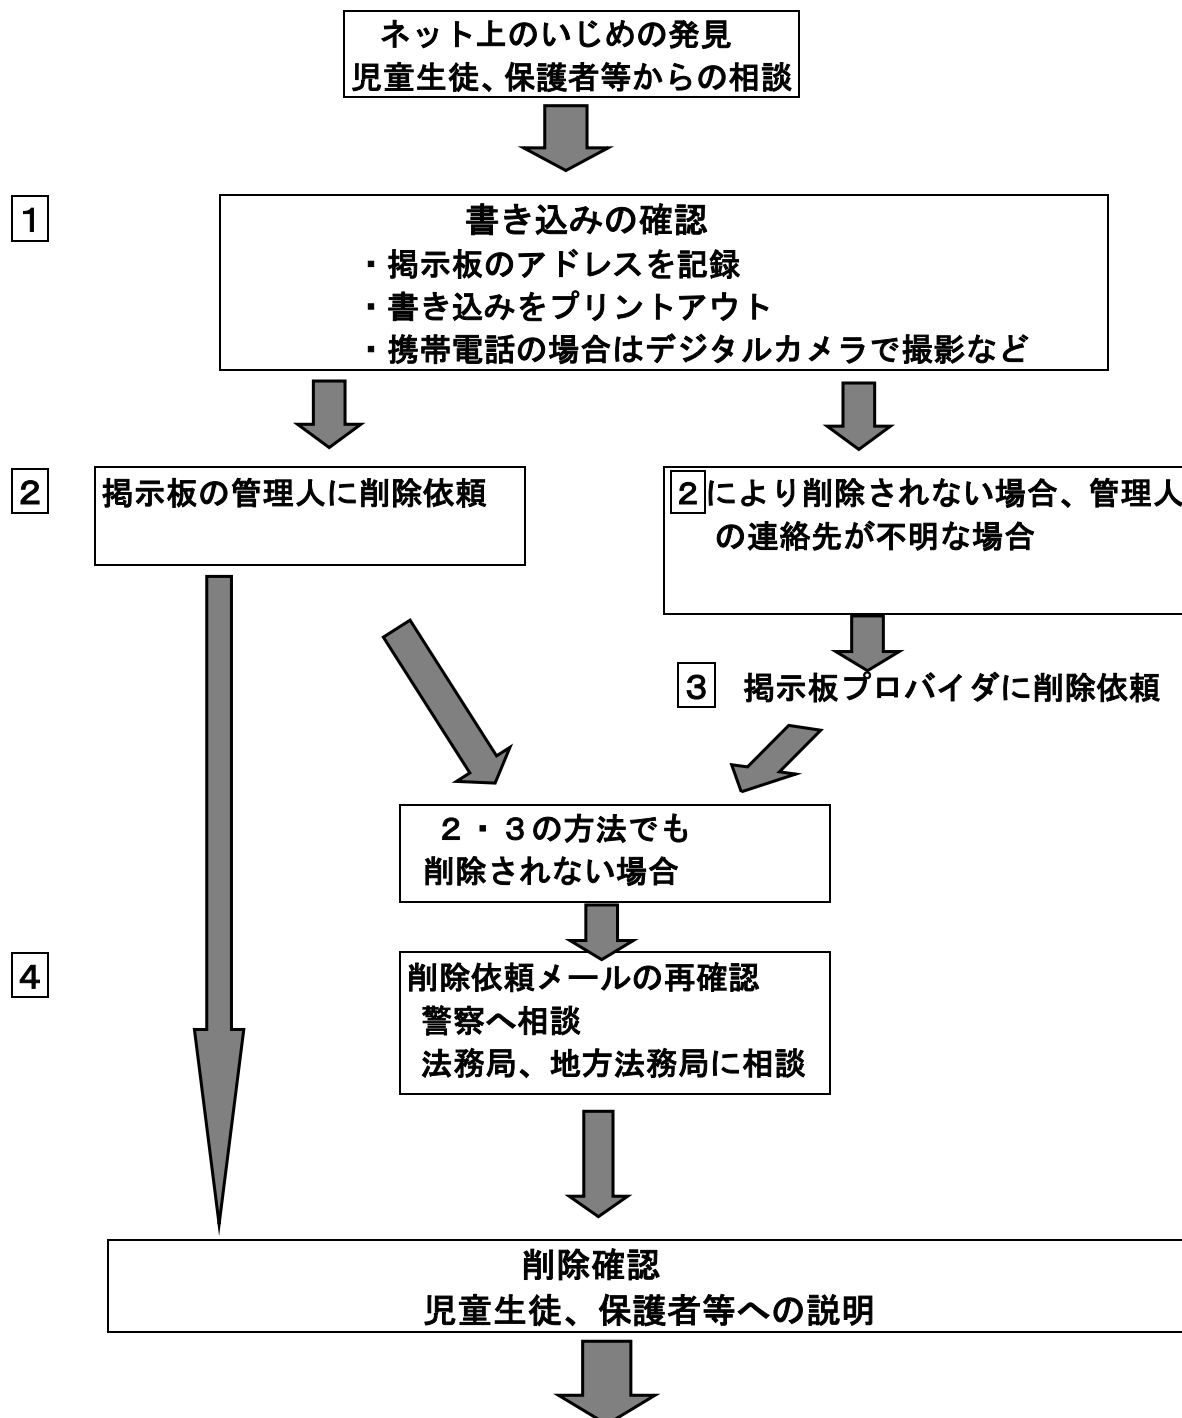 ネット上のいじめの発見
児童生徒、保護者等からの相談
１
書き込みの確認
・掲示板のアドレスを記録
・書き込みをプリントアウト
・携帯電話の場合はデジタルカメラで撮影など
２
掲示板の管理人に削除依頼
２により削除されない場合、管理人
の連絡先が不明な場合
３ 掲示板プロバイダに削除依頼
２・３の方法でも
削除されない場合
４
削除依頼メールの再確認
警察へ相談
法務局、地方法務局に相談
削除確認
児童生徒、保護者等への説明